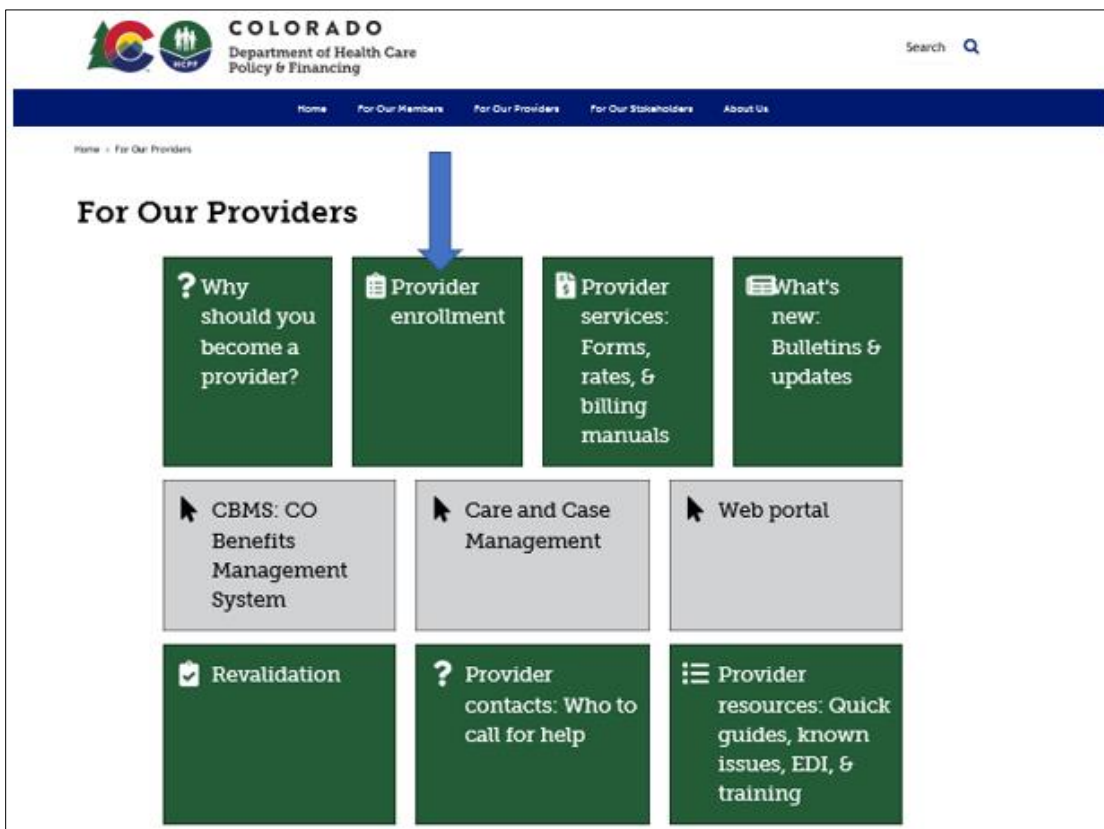 COLORADO
Department of Health Care
Policy & Financing
HCPF
Search
Home For Our Members For Our Providers For Our Stakeholders About Us
Home › For Our Providers
For Our Providers
? Why
should you
become a
provider?
Provider
enrollment
Provider
services:
Forms,
rates, &
billing
manuals
What's
new:
Bulletins &
updates
CBMS: CO
Benefits
Management
System
Care and Case
Management
Web portal
Revalidation
? Provider
contacts: Who to
call for help
Provider
resources: Quick
guides, known
issues, EDI, &
training